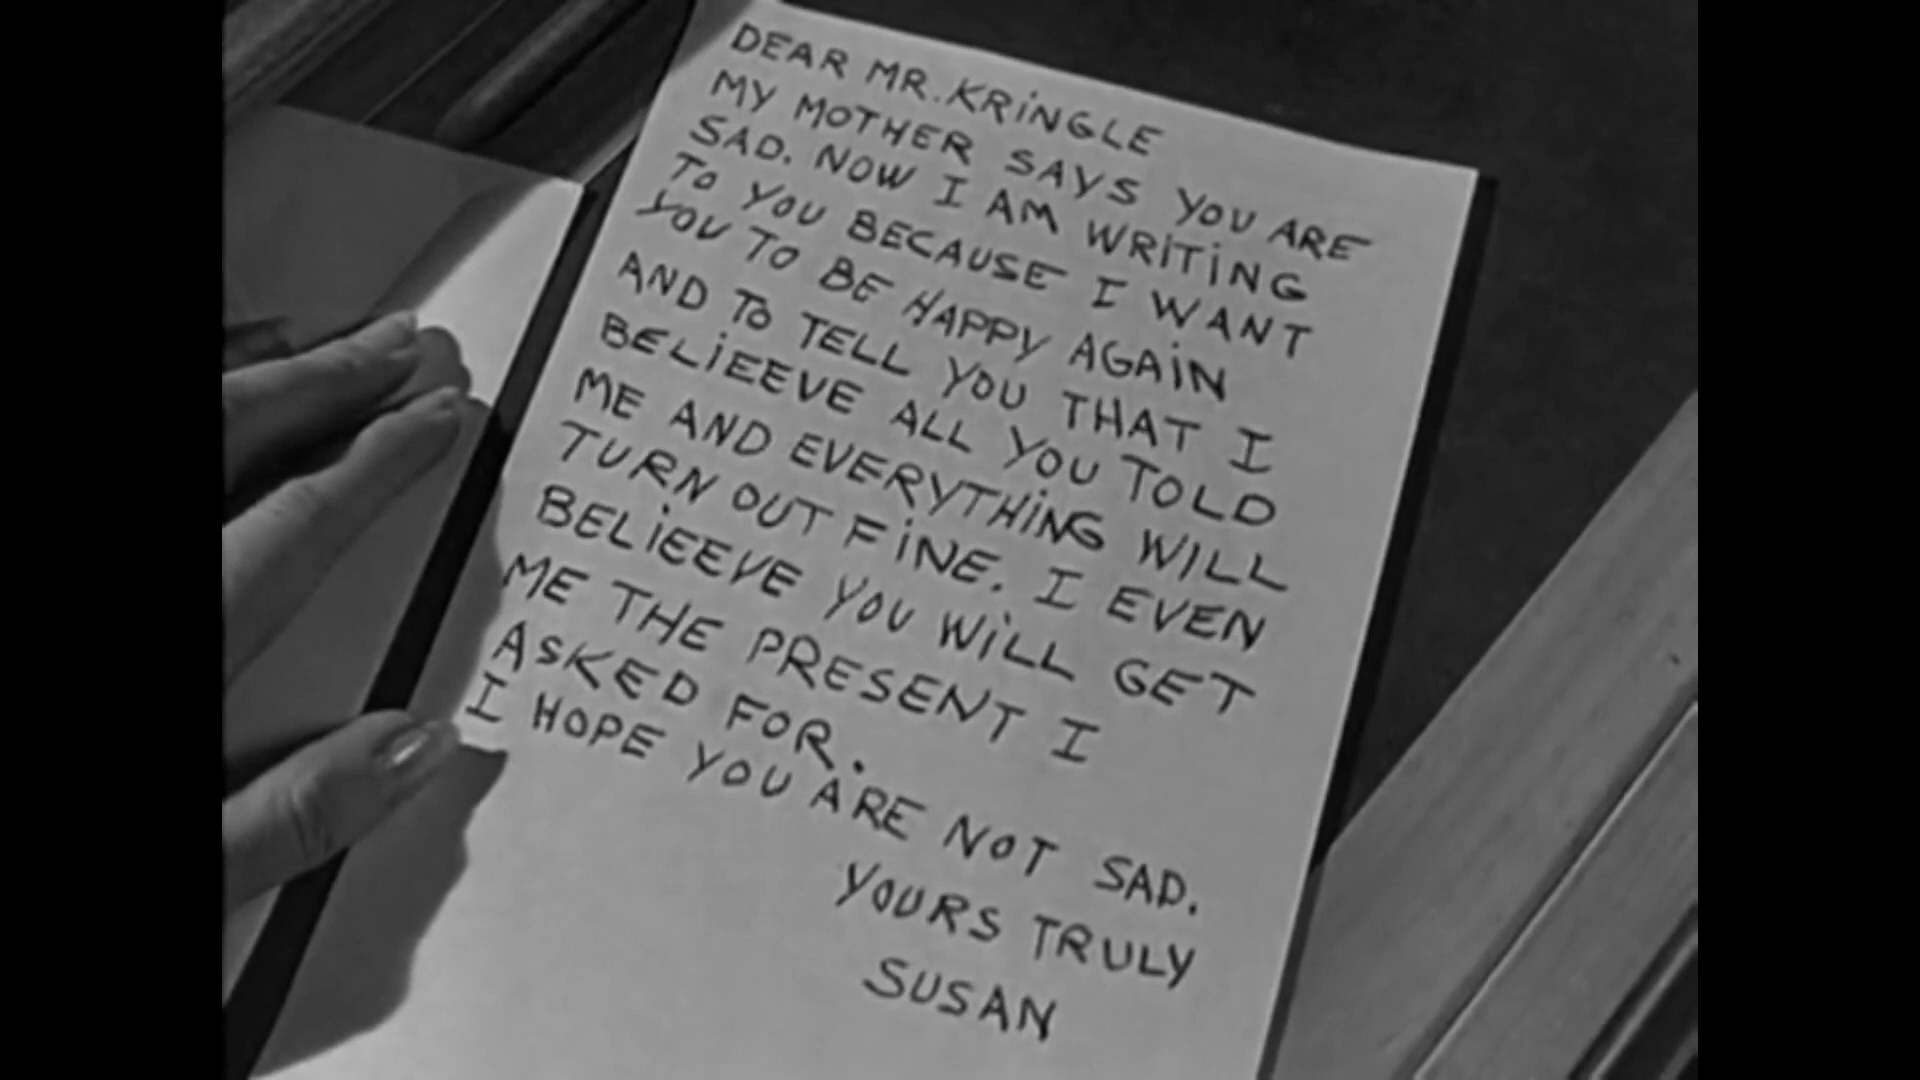 DEAR MR. KRiNGLE
MY MOTHER SAYS YOU ARE
SAD. NOW I AM WRiTiNG
To YOU BECAUSE I WANT
YOU TO BE HAPPY AGAiN
AND To TELL YOU THAT I
BELiEEVE ALL YOU TOLD
ME AND EVERYTHiNG WILL
TURN OUT FiNE. I EVEN
BELiEEVE YOU WiLL GET
ME THE PRESENT I
ASKED FOR.
I HOPE YOU ARE NOT SAD.
YOURS TRULY
SUSAN